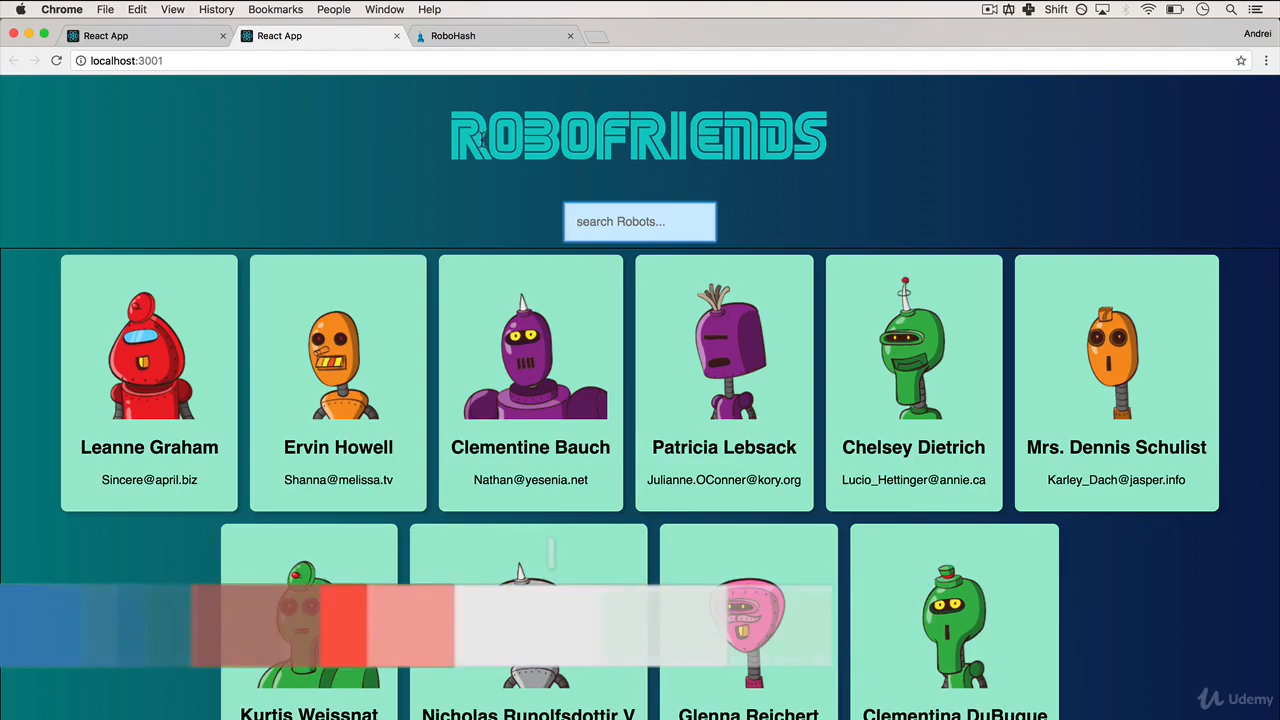 Chrome File Edit View History Bookmarks People Window Help Shift
React App React App RoboHash Andrei
localhost:3001
ROBOFRIENDS
search Robots...
Leanne Graham Ervin Howell Clementine Bauch Patricia Lebsack Chelsey Dietrich Mrs. Dennis Schulist
Sincere@april.biz Shanna@melissa.tv Nathan@yesenia.net Julianne.OConner@kory.org Lucio_Hettinger@annie.ca Karley_Dach@jasper.info
Kurtis Weissnat Nicholas Runolfsdottir V Glenna Reichert Clementina DuBuque
Udemy